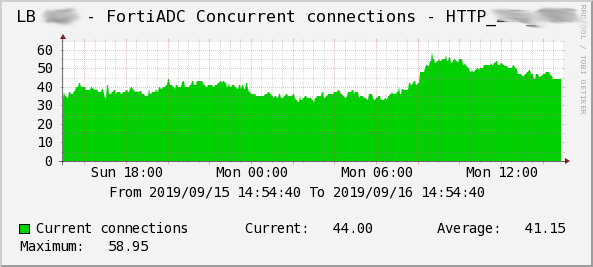 LB - FortiADC Concurrent connections - HTTP_
60
50
40
30
20
10
0
Sun 18:00 Mon 00:00 Mon 06:00 Mon 12:00
From 2019/09/15 14:54:40 To 2019/09/16 14:54:40
Current connections Current: 44.00 Average: 41.15
Maximum: 58.95
RRDTOOL / TOBI OETIKER